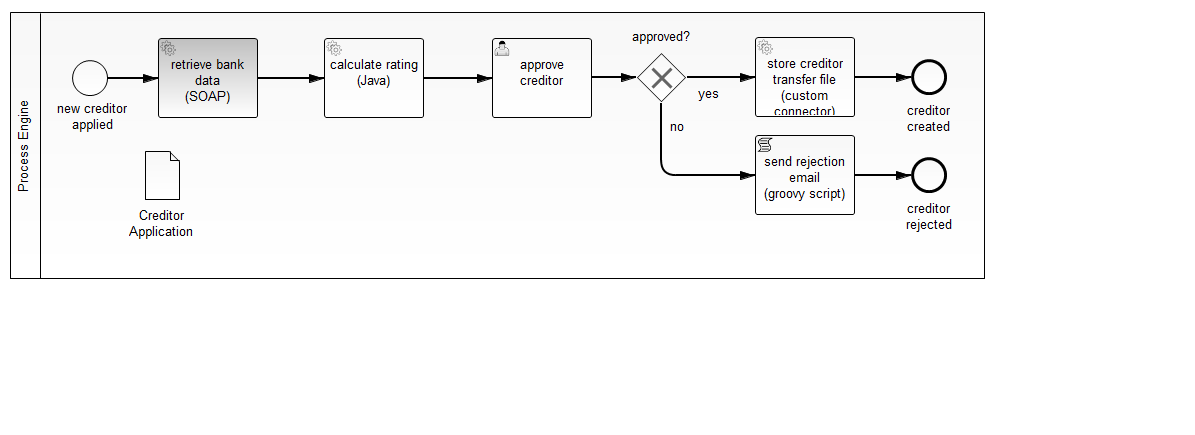 Process Engine
new creditor
applied
retrieve bank
data
(SOAP)
calculate rating
(Java)
approve
creditor
approved?
yes
no
store creditor
transfer file
(custom
connector)
creditor
created
send rejection
email
(groovy script)
creditor
rejected
Creditor
Application